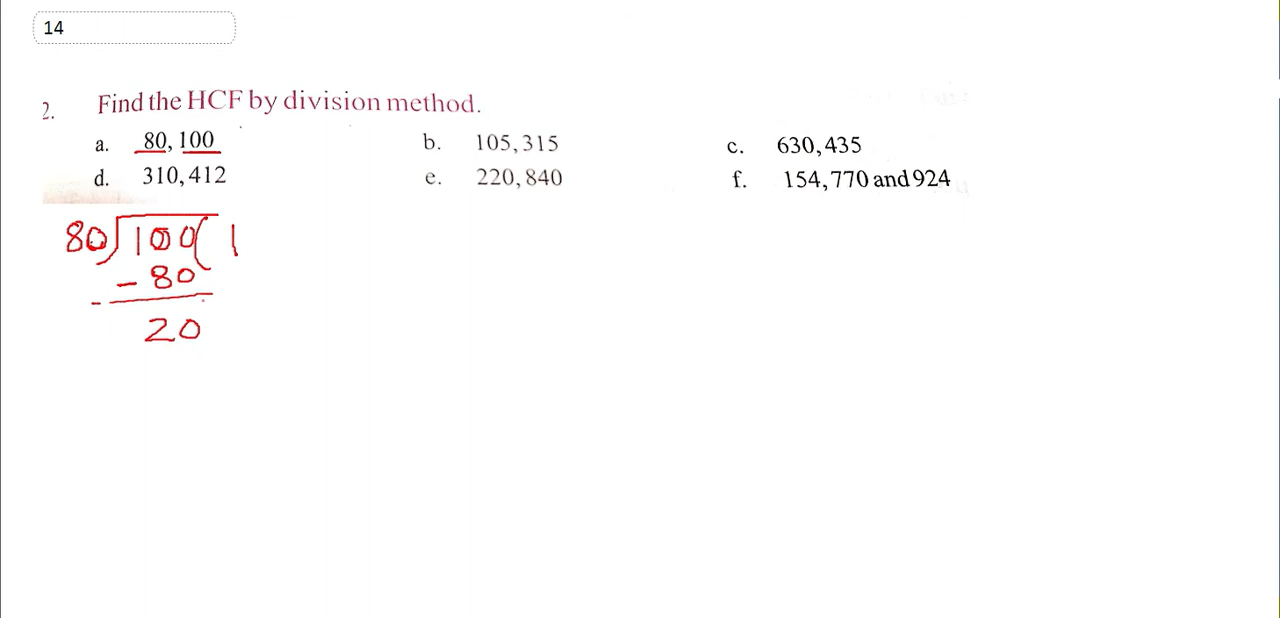 14
2. Find the HCF by division method.
a. 80, 100 b. 105, 315 c. 630, 435
d. 310, 412 e. 220, 840 f. 154, 770 and 924
80)100(1
- 80
20